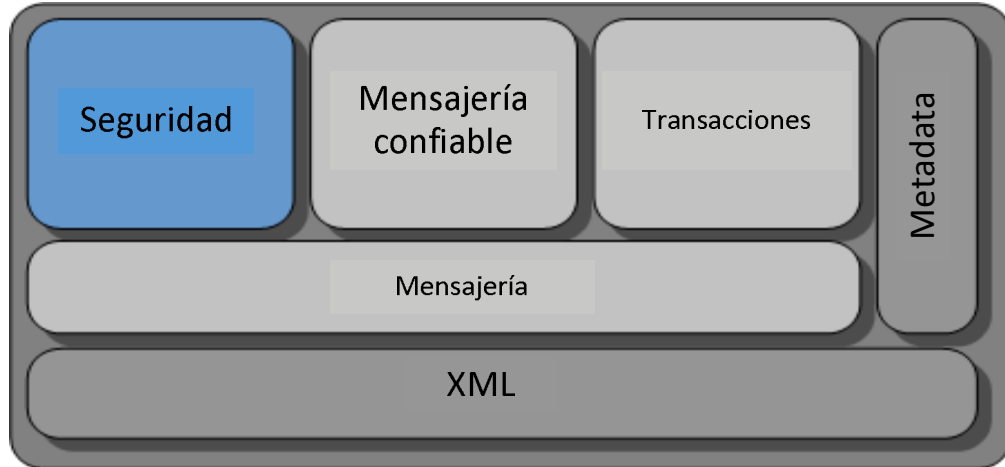 Seguridad
Mensajería
confiable
Transacciones
Metadata
Mensajería
XML